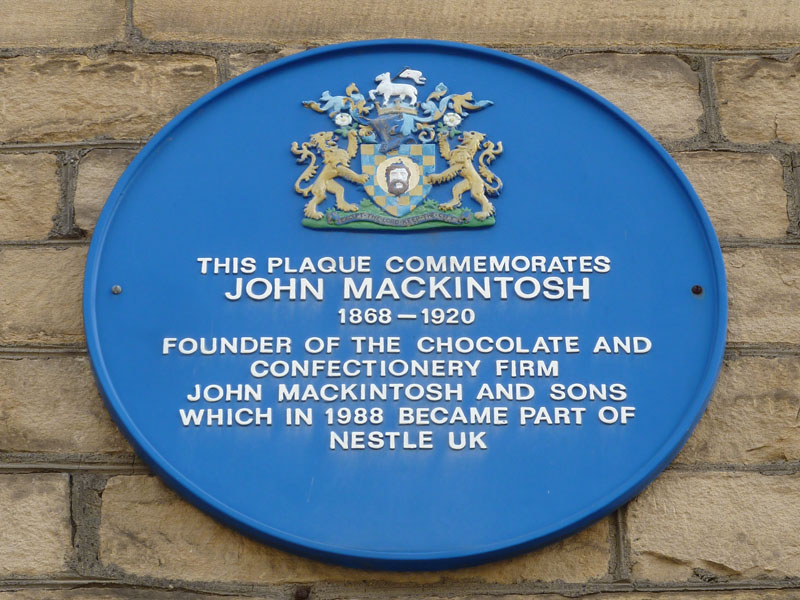 THIS PLAQUE COMMEMORATES
JOHN MACKINTOSH
1868 — 1920
FOUNDER OF THE CHOCOLATE AND
CONFECTIONERY FIRM
JOHN MACKINTOSH AND SONS
WHICH IN 1988 BECAME PART OF
NESTLE UK